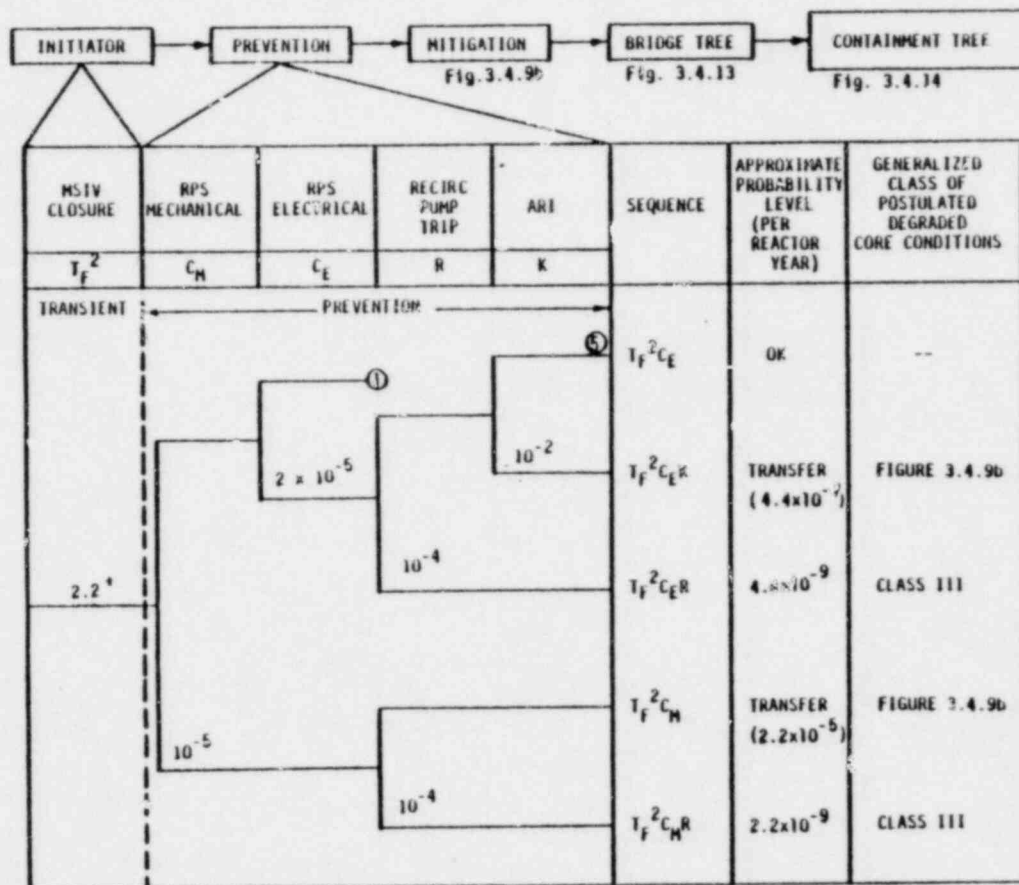 INITIATOR
PREVENTION
MITIGATION
Fig.3.4.9b
BRIDGE TREE
Fig. 3.4.13
CONTAINMENT TREE
Fig. 3.4.14
MSIV
CLOSURE
RPS
MECHANICAL
RPS
ELECTRICAL
RECIRC
PUMP
TRIP
ARI
SEQUENCE
APPROXIMATE
PROBABILITY
LEVEL
(PER
REACTOR
YEAR)
GENERALIZED
CLASS OF
POSTULATED
DEGRADED
CORE CONDITIONS
T_F^2
C_M
C_E
R
K
TRANSIENT
PREVENTION
⑤
T_F^2C_E
OK
--
①
2 x 10^-5
10^-2
T_F^2C_EK
TRANSFER
FIGURE 3.4.9b
10^-4
T_F^2C_ER
CLASS III
2.2
T_F^2C_M
TRANSFER
(2.2x10^-5)
FIGURE 3.4.9b
10^-5
10^-4
T_F^2C_MR
2.2x10^-9
CLASS III